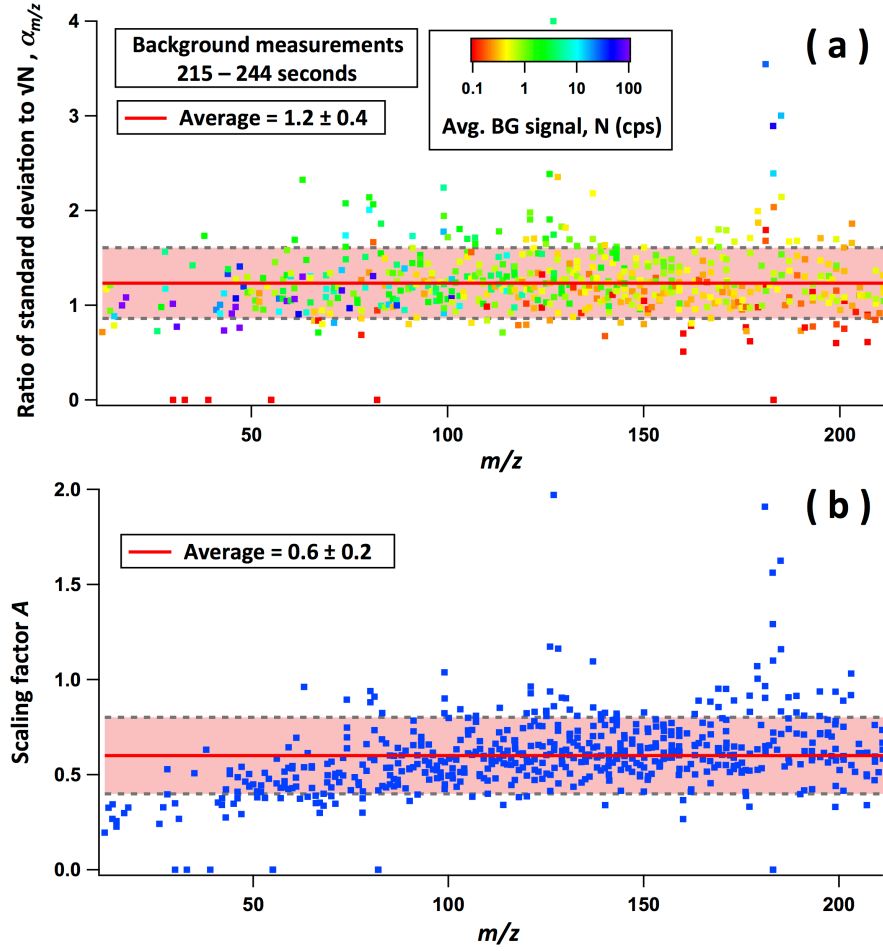 Ratio of standard deviation to √N , αm/z
4
3
2
1
0
Background measurements
215 – 244 seconds
Average = 1.2 ± 0.4
0.1 1 10 100
Avg. BG signal, N (cps)
( a )
50 100 150 200
m/z
Scaling factor A
2.0
1.5
1.0
0.5
0.0
Average = 0.6 ± 0.2
( b )
50 100 150 200
m/z